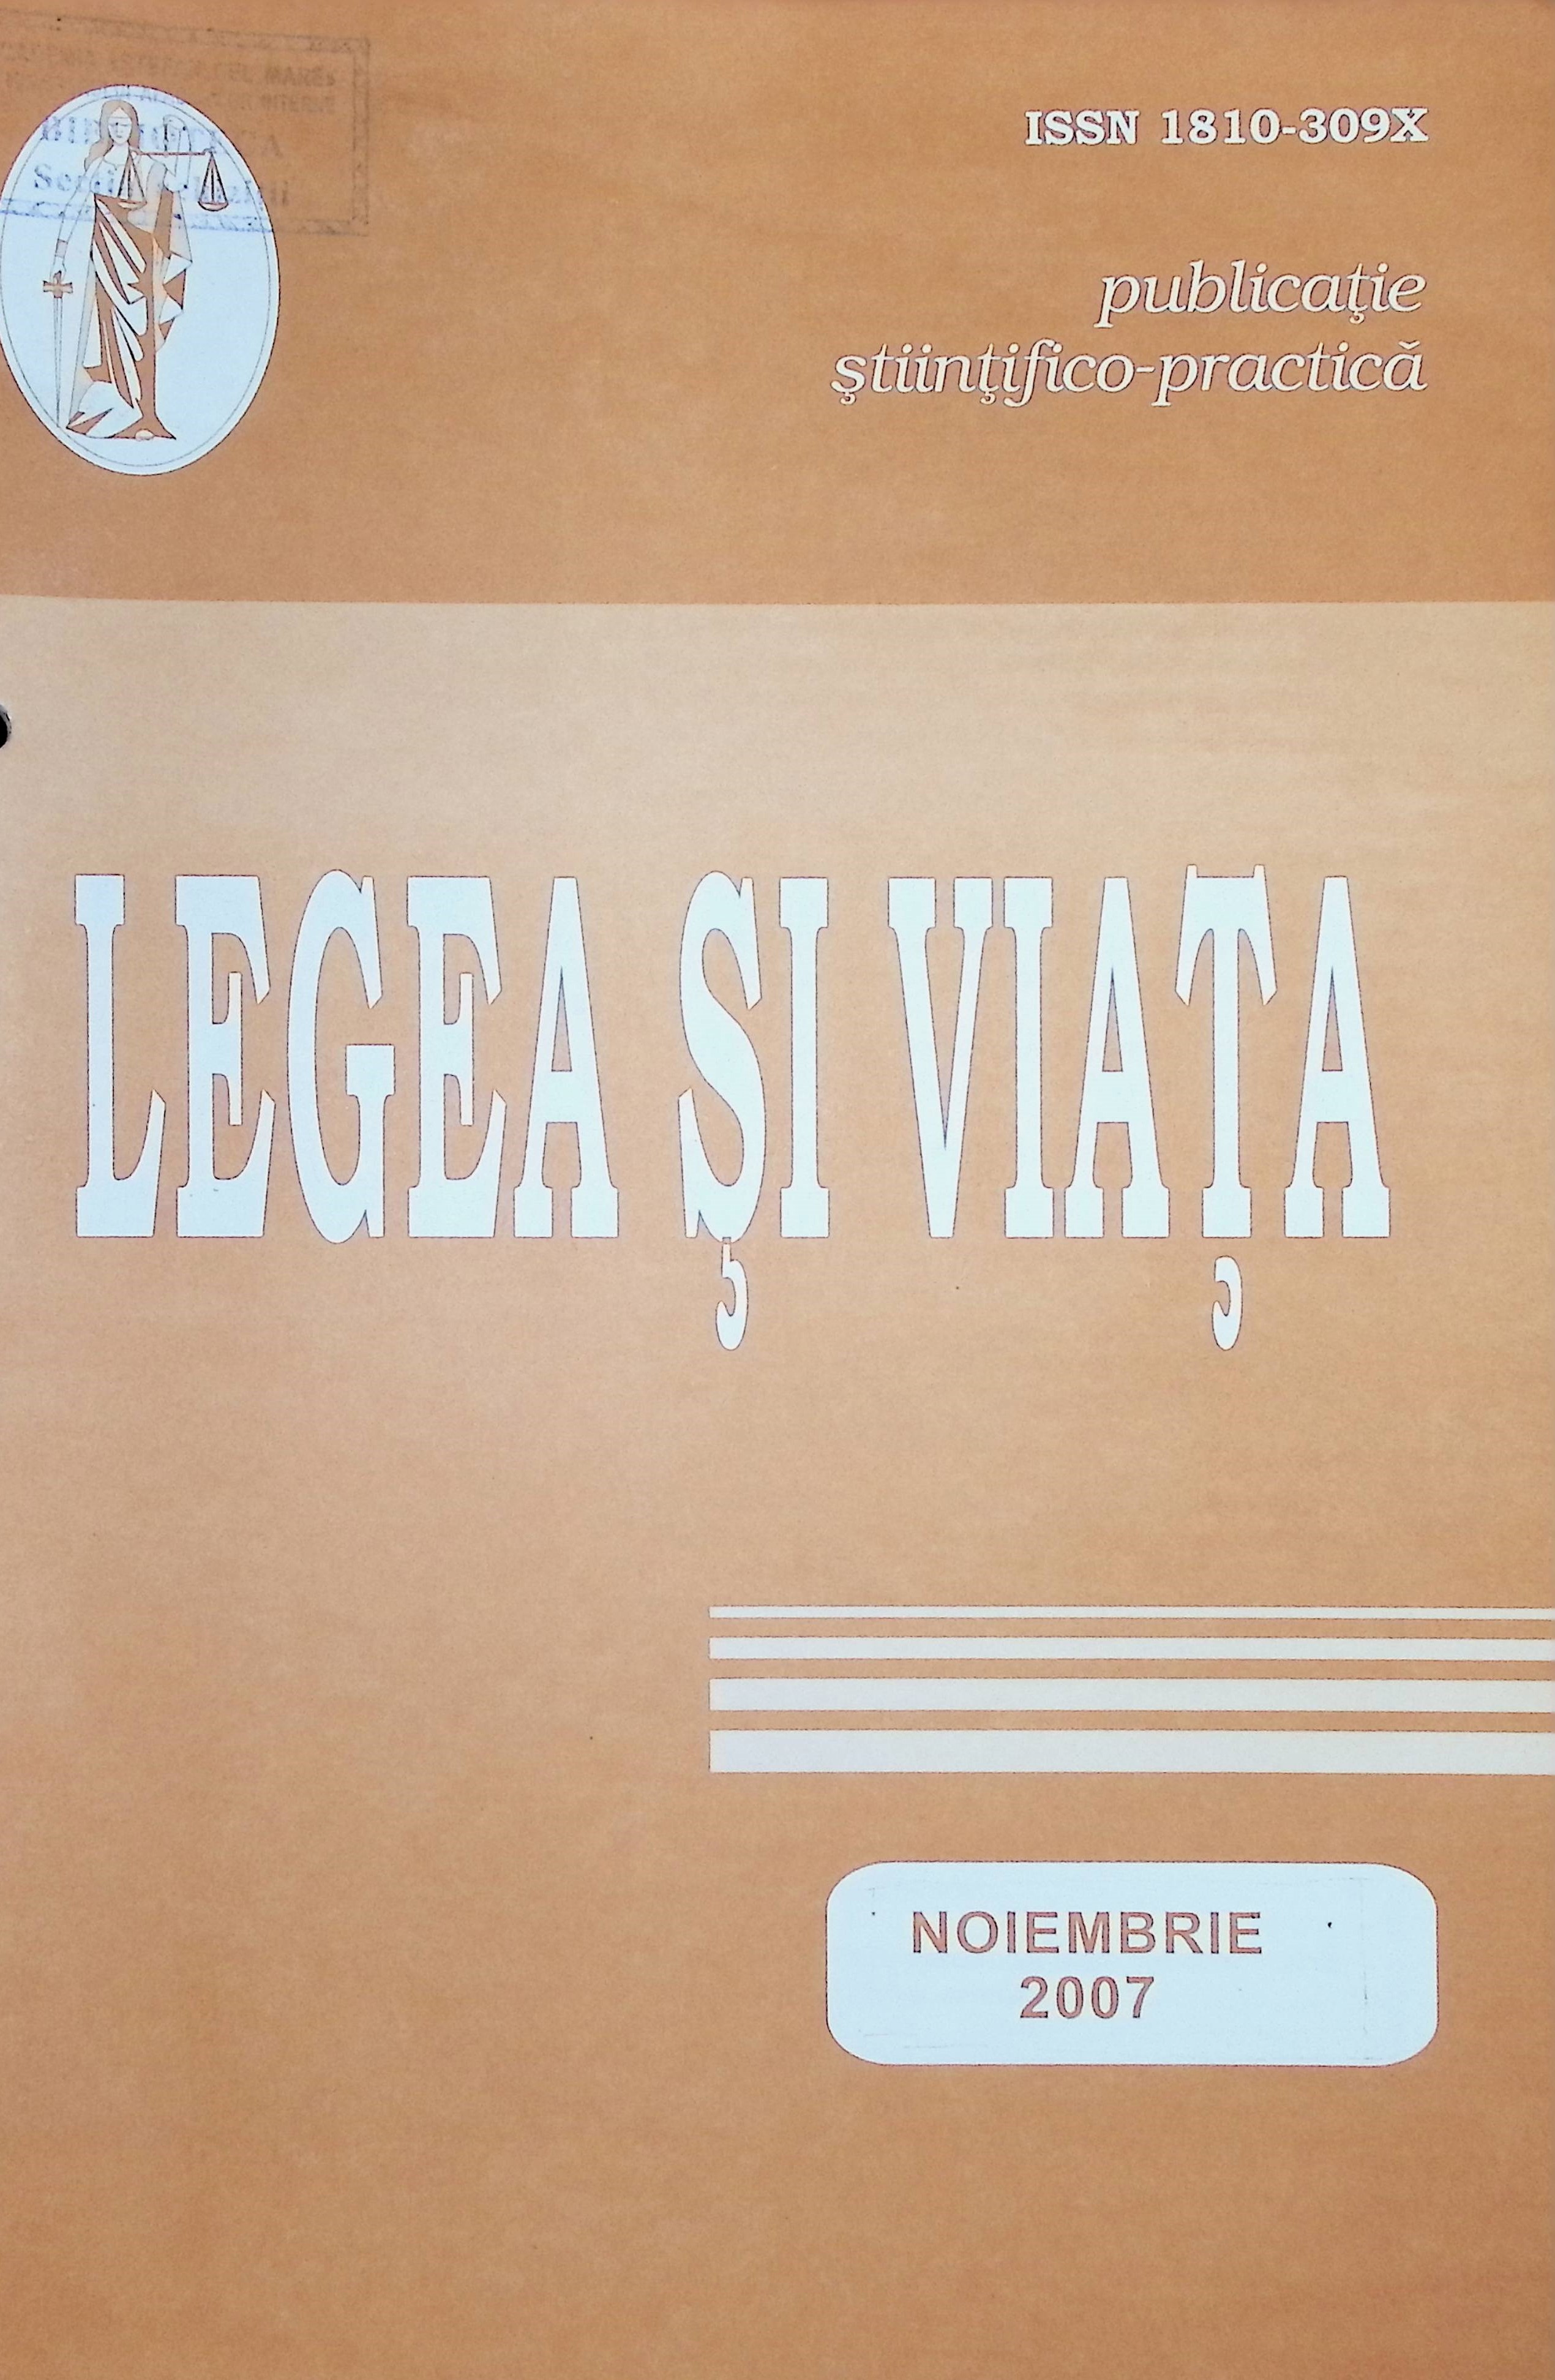 ISSN 1810-309X
publicaţie
ştiinţifico-practică
LEGEA ŞI VIAŢA
NOIEMBRIE
2007